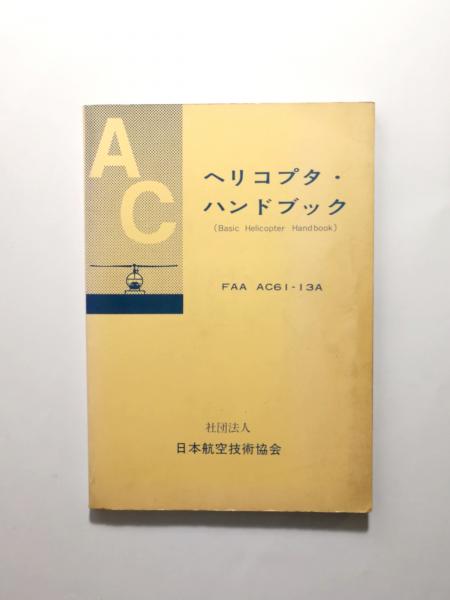 AC
ヘリコプタ・
ハンドブック
(Basic Helicopter Handbook)
FAA AC61-13A
社団法人
日本航空技術協会